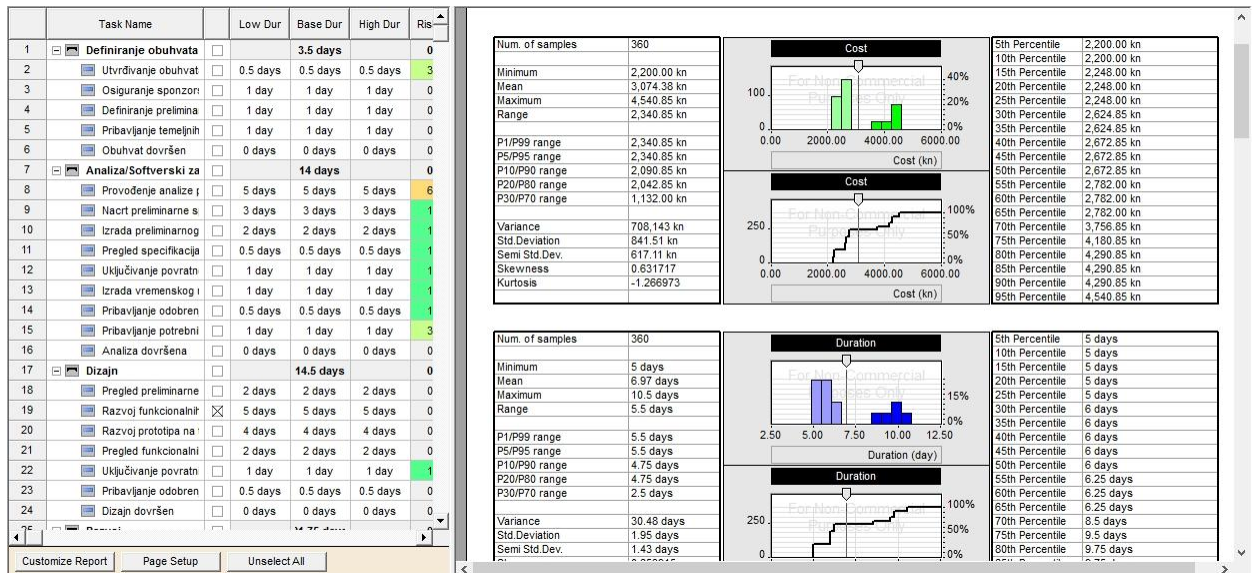 Task Name Low Dur Base Dur High Dur Ris
1 Definiranje obuhvata 3.5 days 0
2 Utvrđivanje obuhvat 0.5 days 0.5 days 0.5 days 3
3 Osiguranje sponzors 1 day 1 day 1 day 0
4 Definiranje prelimina 1 day 1 day 1 day 0
5 Pribavljanje temeljnih 1 day 1 day 1 day 0
6 Obuhvat dovršen 0 days 0 days 0 days 0
7 Analiza/Softverski za 14 days 0
8 Provođenje analize p 5 days 5 days 5 days 6
9 Nacrt preliminarne s 3 days 3 days 3 days 1
10 Izrada preliminarnog 2 days 2 days 2 days 1
11 Pregled specifikacija 0.5 days 0.5 days 0.5 days 1
12 Uključivanje povratn 1 day 1 day 1 day 1
13 Izrada vremenskog 1 day 1 day 1 day 1
14 Pribavljanje odobren 0.5 days 0.5 days 0.5 days 1
15 Pribavljanje potrebni 1 day 1 day 1 day 3
16 Analiza dovršena 0 days 0 days 0 days 0
17 Dizajn 14.5 days 0
18 Pregled preliminarne 2 days 2 days 2 days 0
19 Razvoj funkcionalnih 5 days 5 days 5 days 0
20 Razvoj prototipa na 4 days 4 days 4 days 0
21 Pregled funkcionalni 2 days 2 days 2 days 0
22 Uključivanje povratn 1 day 1 day 1 day 1
23 Pribavljanje odobren 0.5 days 0.5 days 0.5 days 0
24 Dizajn dovršen 0 days 0 days 0 days 0
Customize Report Page Setup Unselect All
Num. of samples 360
Minimum 2,200.00 kn
Mean 3,074.38 kn
Maximum 4,540.85 kn
Range 2,340.85 kn
P1/P99 range 2,340.85 kn
P5/P95 range 2,340.85 kn
P10/P90 range 2,090.85 kn
P20/P80 range 2,042.85 kn
P30/P70 range 1,132.00 kn
Variance 708,143 kn
Std.Deviation 841.51 kn
Semi Std.Dev. 617.11 kn
Skewness 0.631717
Kurtosis -1.266973
Cost
For Non-Commercial
Purposes Only
100 40%
20%
0 0%
0.00 2000.00 4000.00 6000.00
Cost (kn)
Cost
For Non-Commercial
Purposes Only
250 100%
50%
0 0%
0.00 2000.00 4000.00 6000.00
Cost (kn)
5th Percentile 2,200.00 kn
10th Percentile 2,200.00 kn
15th Percentile 2,248.00 kn
20th Percentile 2,248.00 kn
25th Percentile 2,248.00 kn
30th Percentile 2,624.85 kn
35th Percentile 2,624.85 kn
40th Percentile 2,672.85 kn
45th Percentile 2,672.85 kn
50th Percentile 2,672.85 kn
55th Percentile 2,782.00 kn
60th Percentile 2,782.00 kn
65th Percentile 2,782.00 kn
70th Percentile 3,756.85 kn
75th Percentile 4,180.85 kn
80th Percentile 4,290.85 kn
85th Percentile 4,290.85 kn
90th Percentile 4,290.85 kn
95th Percentile 4,540.85 kn
Num. of samples 360
Minimum 5 days
Mean 6.97 days
Maximum 10.5 days
Range 5.5 days
P1/P99 range 5.5 days
P5/P95 range 5.5 days
P10/P90 range 4.75 days
P20/P80 range 4.75 days
P30/P70 range 2.5 days
Variance 30.48 days
Std.Deviation 1.95 days
Semi Std.Dev. 1.43 days
Duration
For Non-Commercial
Purposes Only
15%
0%
2.50 5.00 7.50 10.00 12.50
Duration (day)
Duration
For Non-Commercial
Purposes Only
250 100%
50%
0 0%
5th Percentile 5 days
10th Percentile 5 days
15th Percentile 5 days
20th Percentile 5 days
25th Percentile 5 days
30th Percentile 6 days
35th Percentile 6 days
40th Percentile 6 days
45th Percentile 6 days
50th Percentile 6 days
55th Percentile 6.25 days
60th Percentile 6.25 days
65th Percentile 6.25 days
70th Percentile 8.5 days
75th Percentile 9.5 days
80th Percentile 9.75 days